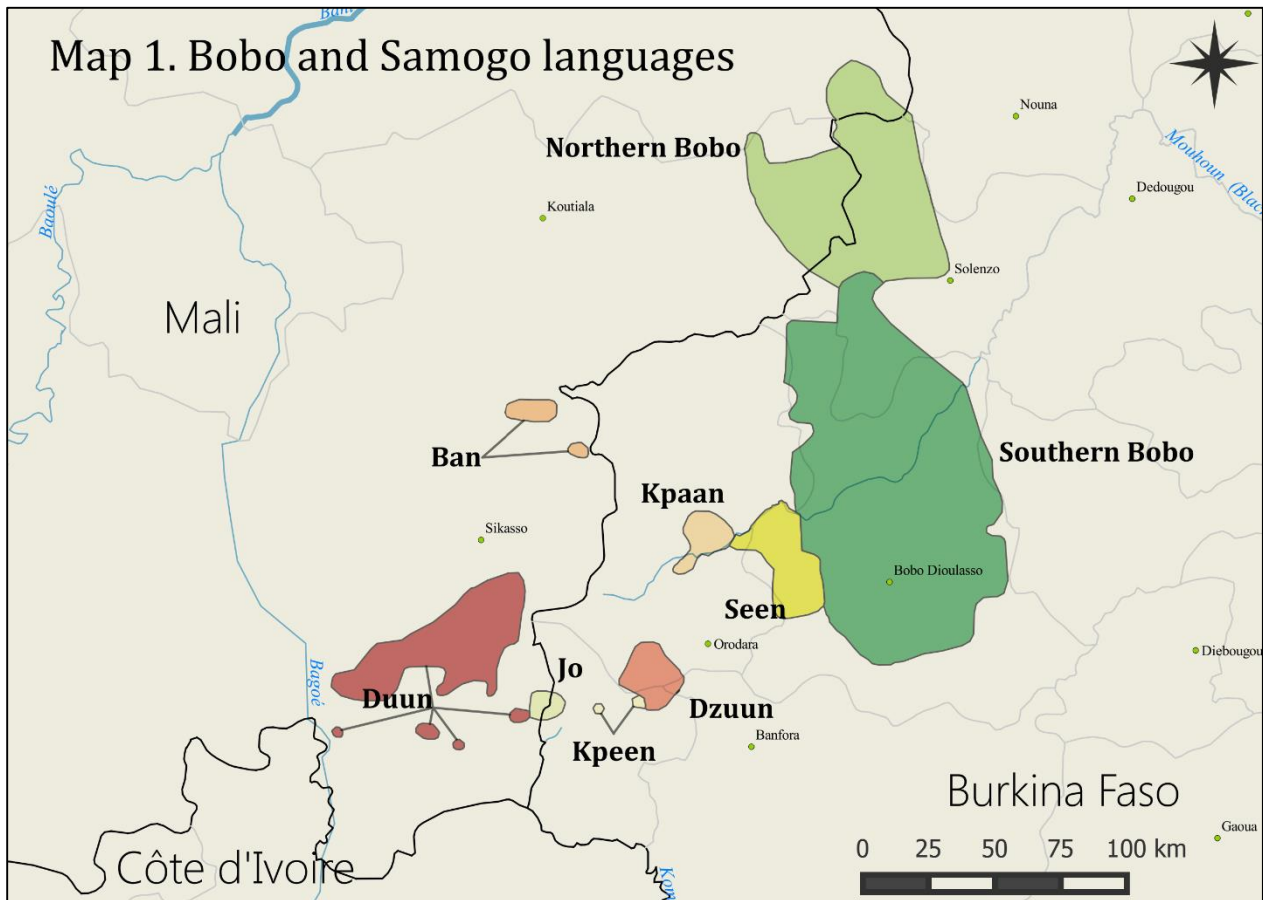 Map 1. Bobo and Samogo languages
Nouna
Northern Bobo
Mouhoun (Blac
Dedougou
Koutiala
Baoulé
Solenzo
Mali
Ban
Southern Bobo
Kpaan
Sikasso
Bobo Dioulasso
Seen
Orodara
Diebougou
Jo
Bagoé
Duun
Dzuun
Kpeen
Banfora
Burkina Faso
Gaoua
0 25 50 75 100 km
Côte d'Ivoire